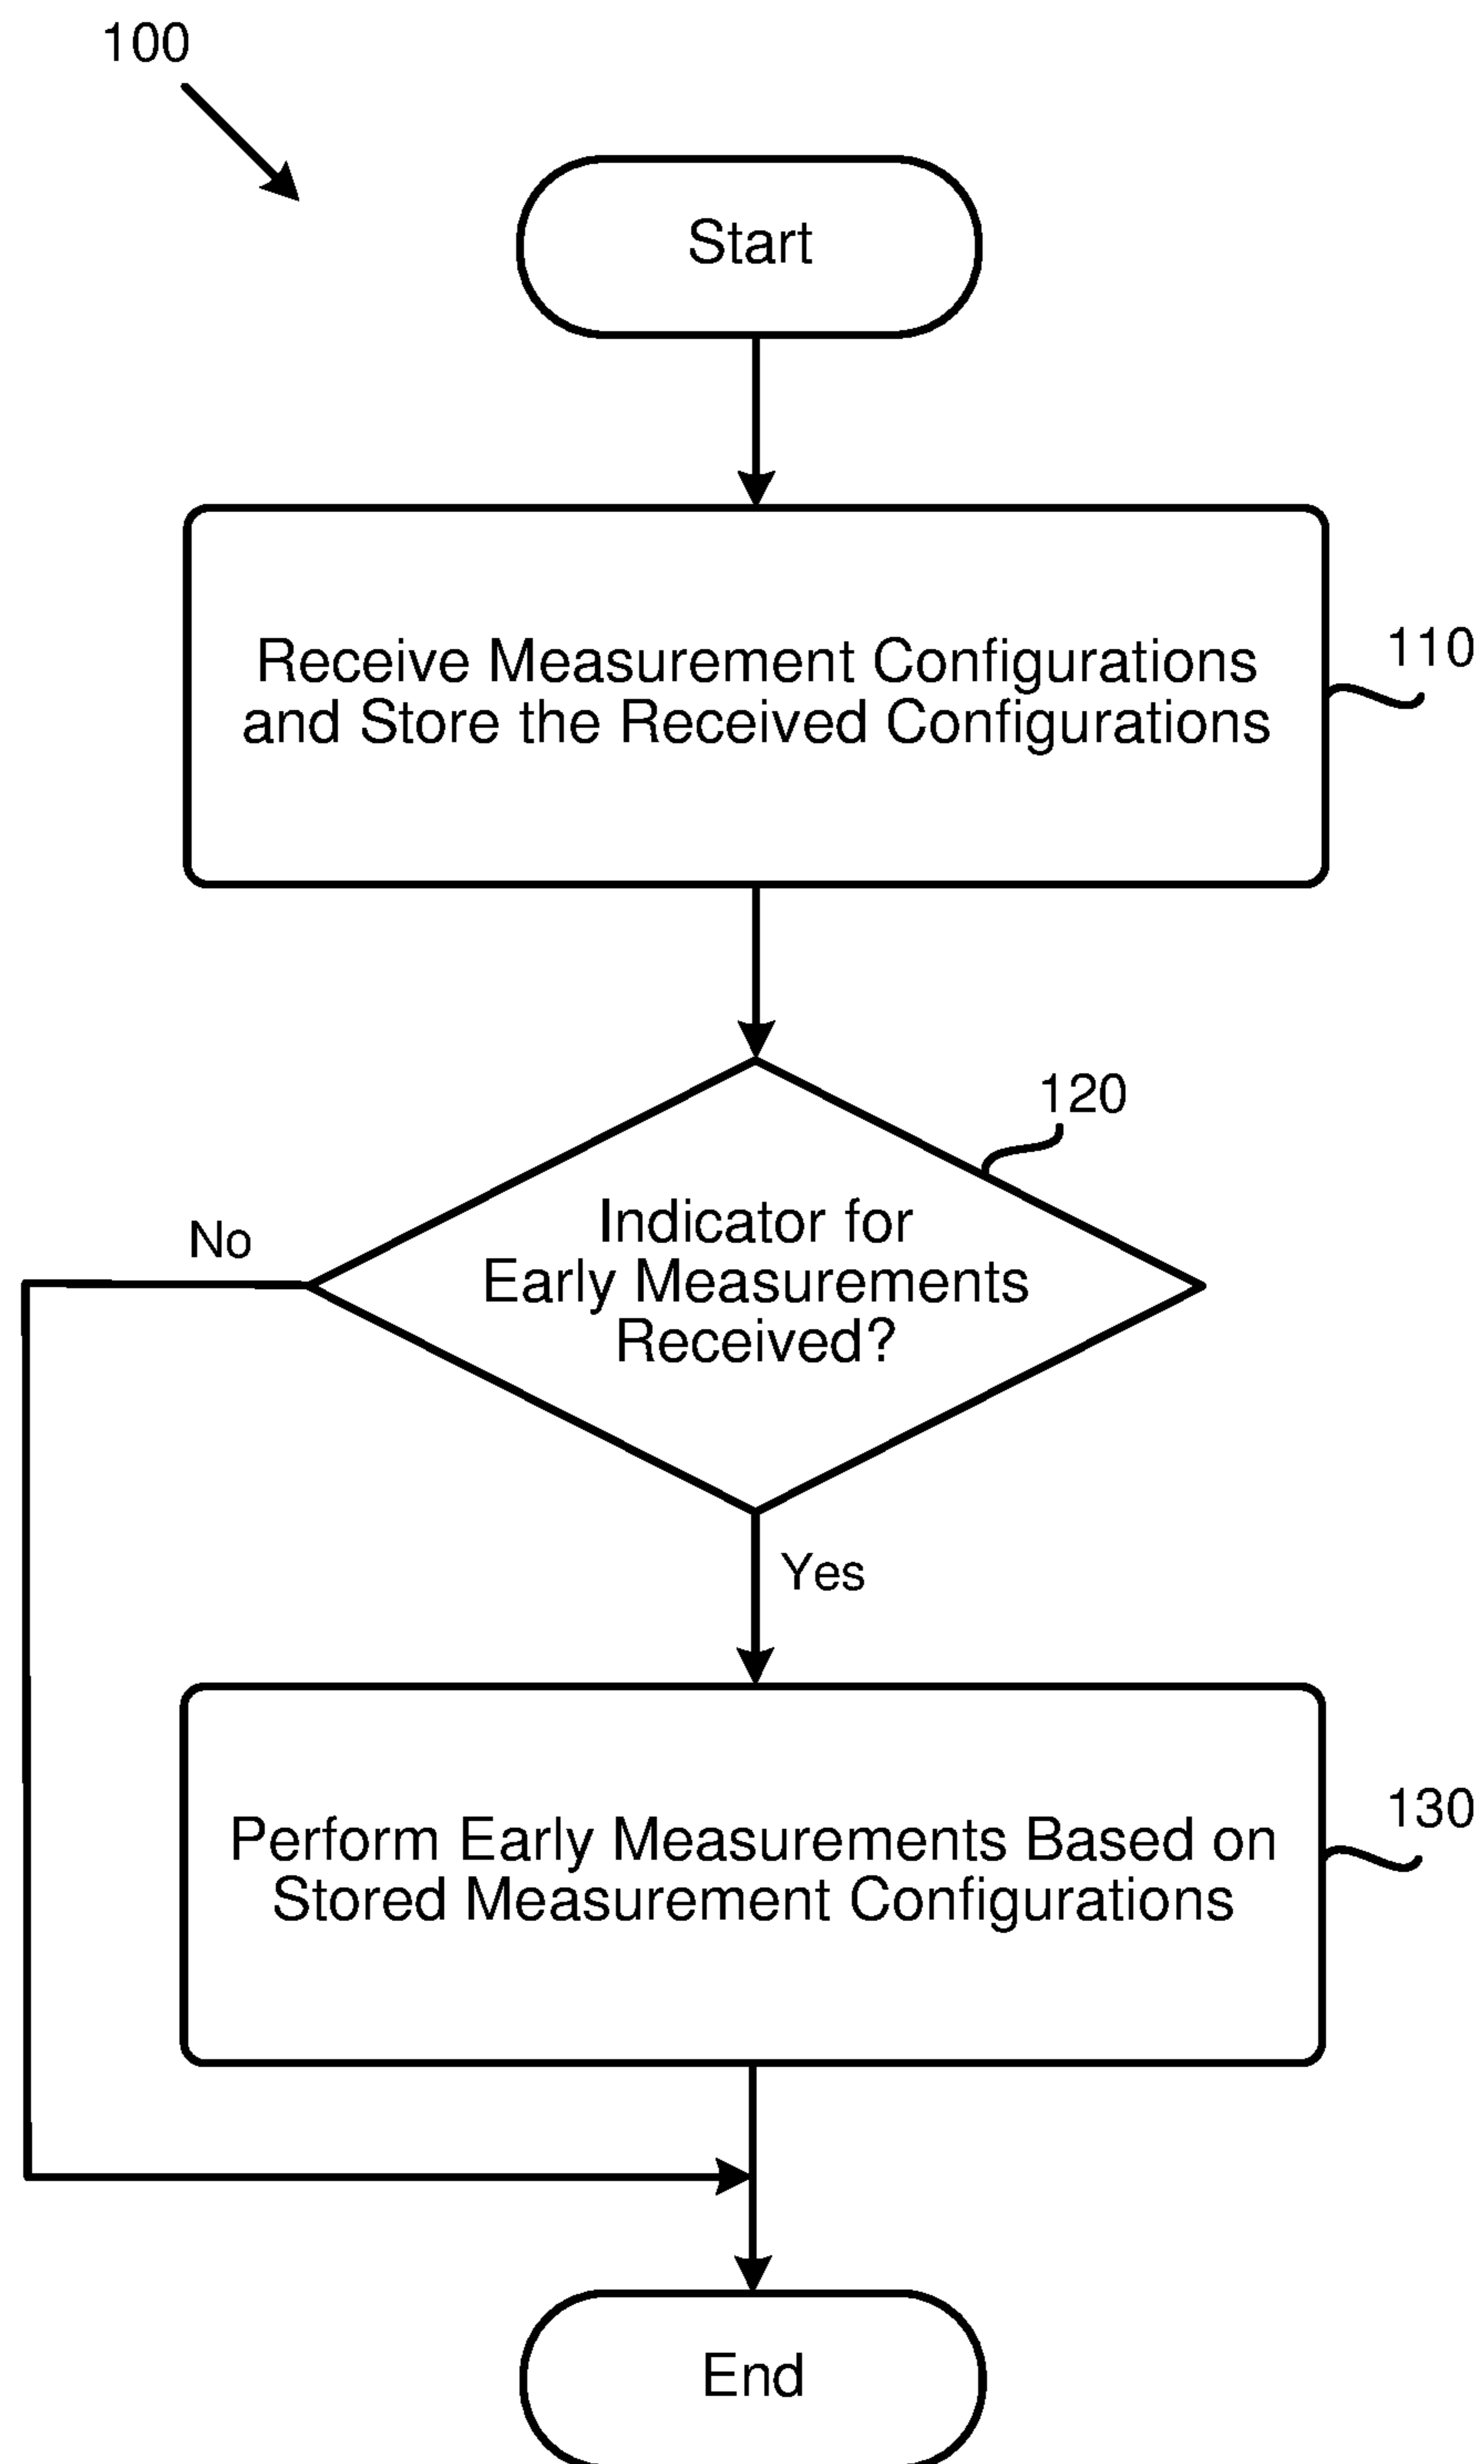 100
Start
Receive Measurement Configurations
and Store the Received Configurations
110
120
Indicator for
Early Measurements
Received?
No
Yes
Perform Early Measurements Based on
Stored Measurement Configurations
130
End